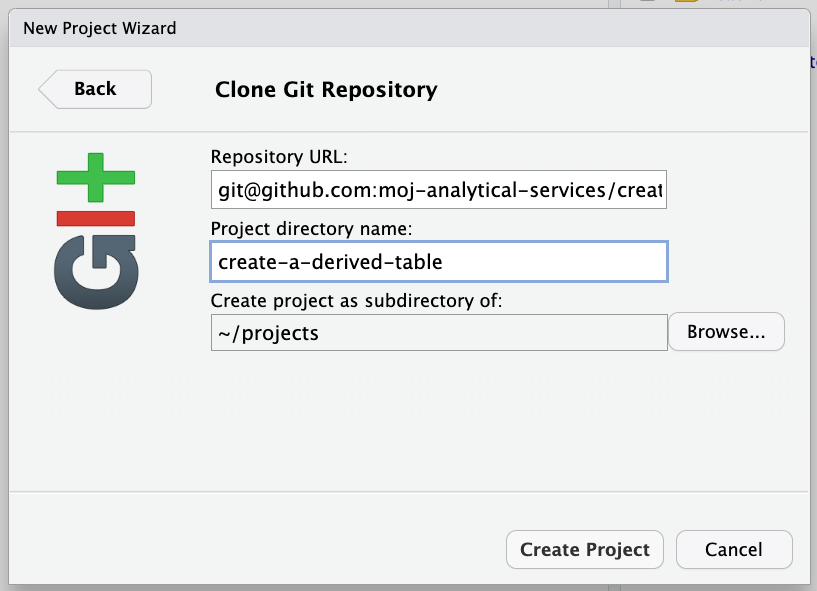 New Project Wizard
Back
Clone Git Repository
Repository URL:
git@github.com:moj-analytical-services/creat
Project directory name:
create-a-derived-table
Create project as subdirectory of:
~/projects
Browse...
GIT
Create Project
Cancel